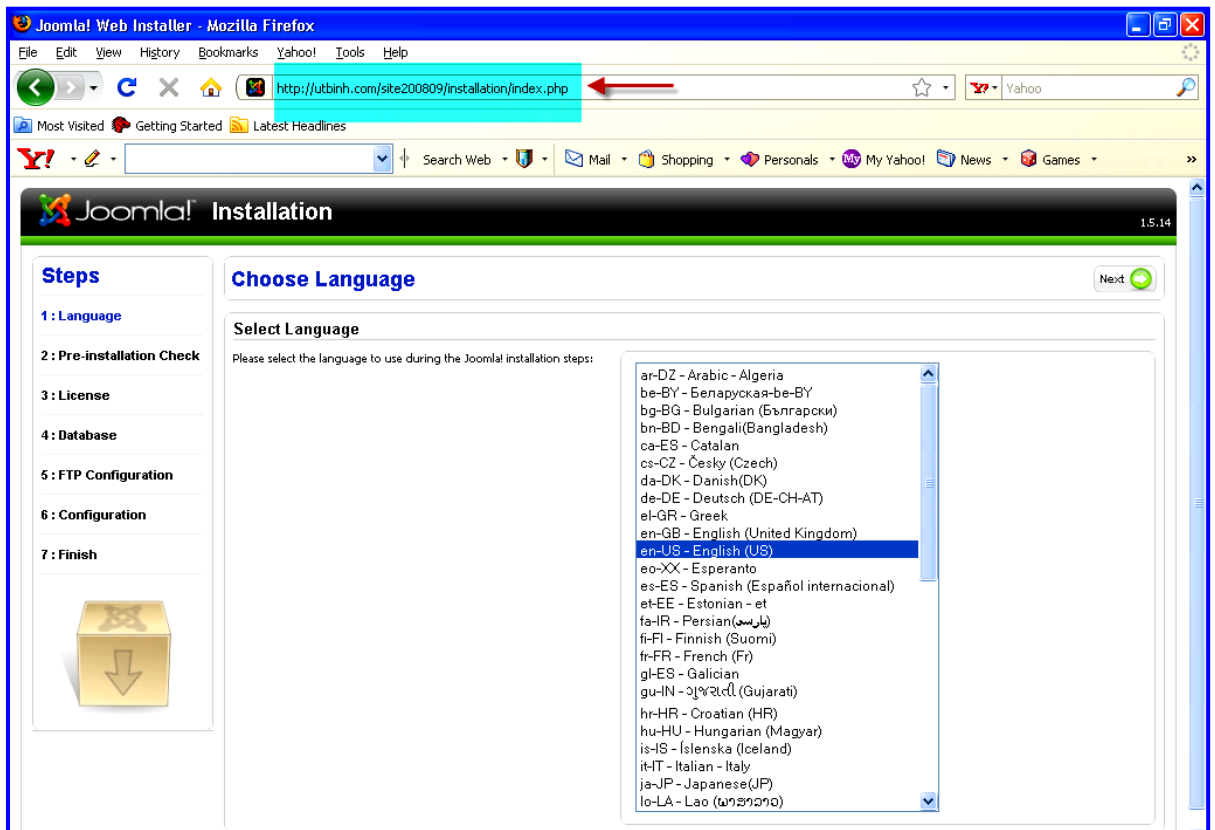 Joomla! Web Installer - Mozilla Firefox
File Edit View History Bookmarks Yahoo! Tools Help
http://utbinh.com/site200809/installation/index.php
Yahoo
Most Visited Getting Started Latest Headlines
Y! Search Web Mail Shopping Personals My Yahoo! News Games »
Joomla! Installation
1.5.14
Steps
1 : Language
2 : Pre-installation Check
3 : License
4 : Database
5 : FTP Configuration
6 : Configuration
7 : Finish
Choose Language
Next
Select Language
Please select the language to use during the Joomla! installation steps:
ar-DZ - Arabic - Algeria
be-BY - Беларуская-be-BY
bg-BG - Bulgarian (Български)
bn-BD - Bengali(Bangladesh)
ca-ES - Catalan
cs-CZ - Česky (Czech)
da-DK - Danish(DK)
de-DE - Deutsch (DE-CH-AT)
el-GR - Greek
en-GB - English (United Kingdom)
en-US - English (US)
eo-XX - Esperanto
es-ES - Spanish (Español internacional)
et-EE - Estonian - et
fa-IR - Persian(پارسی)
fi-FI - Finnish (Suomi)
fr-FR - French (Fr)
gl-ES - Galician
gu-IN - ગુજરાતી (Gujarati)
hr-HR - Croatian (HR)
hu-HU - Hungarian (Magyar)
is-IS - Íslenska (Iceland)
it-IT - Italian - Italy
ja-JP - Japanese(JP)
lo-LA - Lao (ພາສາລາວ)